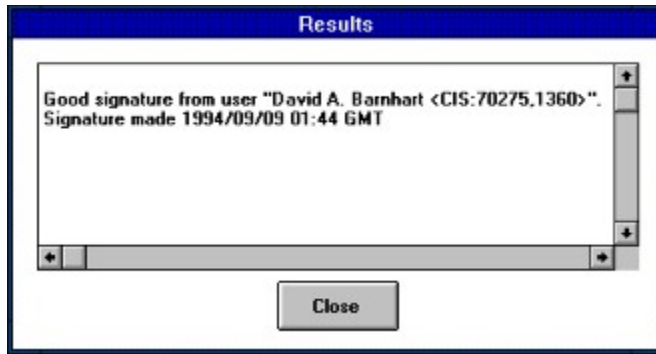 Results
Good signature from user "David A. Barnhart <CIS:70275,1360>".
Signature made 1994/09/09 01:44 GMT
Close